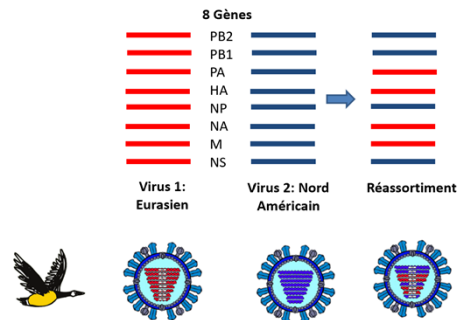 8 Gènes
PB2
PB1
PA
HA
NP
NA
M
NS
Virus 1:
Eurasien
Virus 2: Nord
Américain
Réassortiment